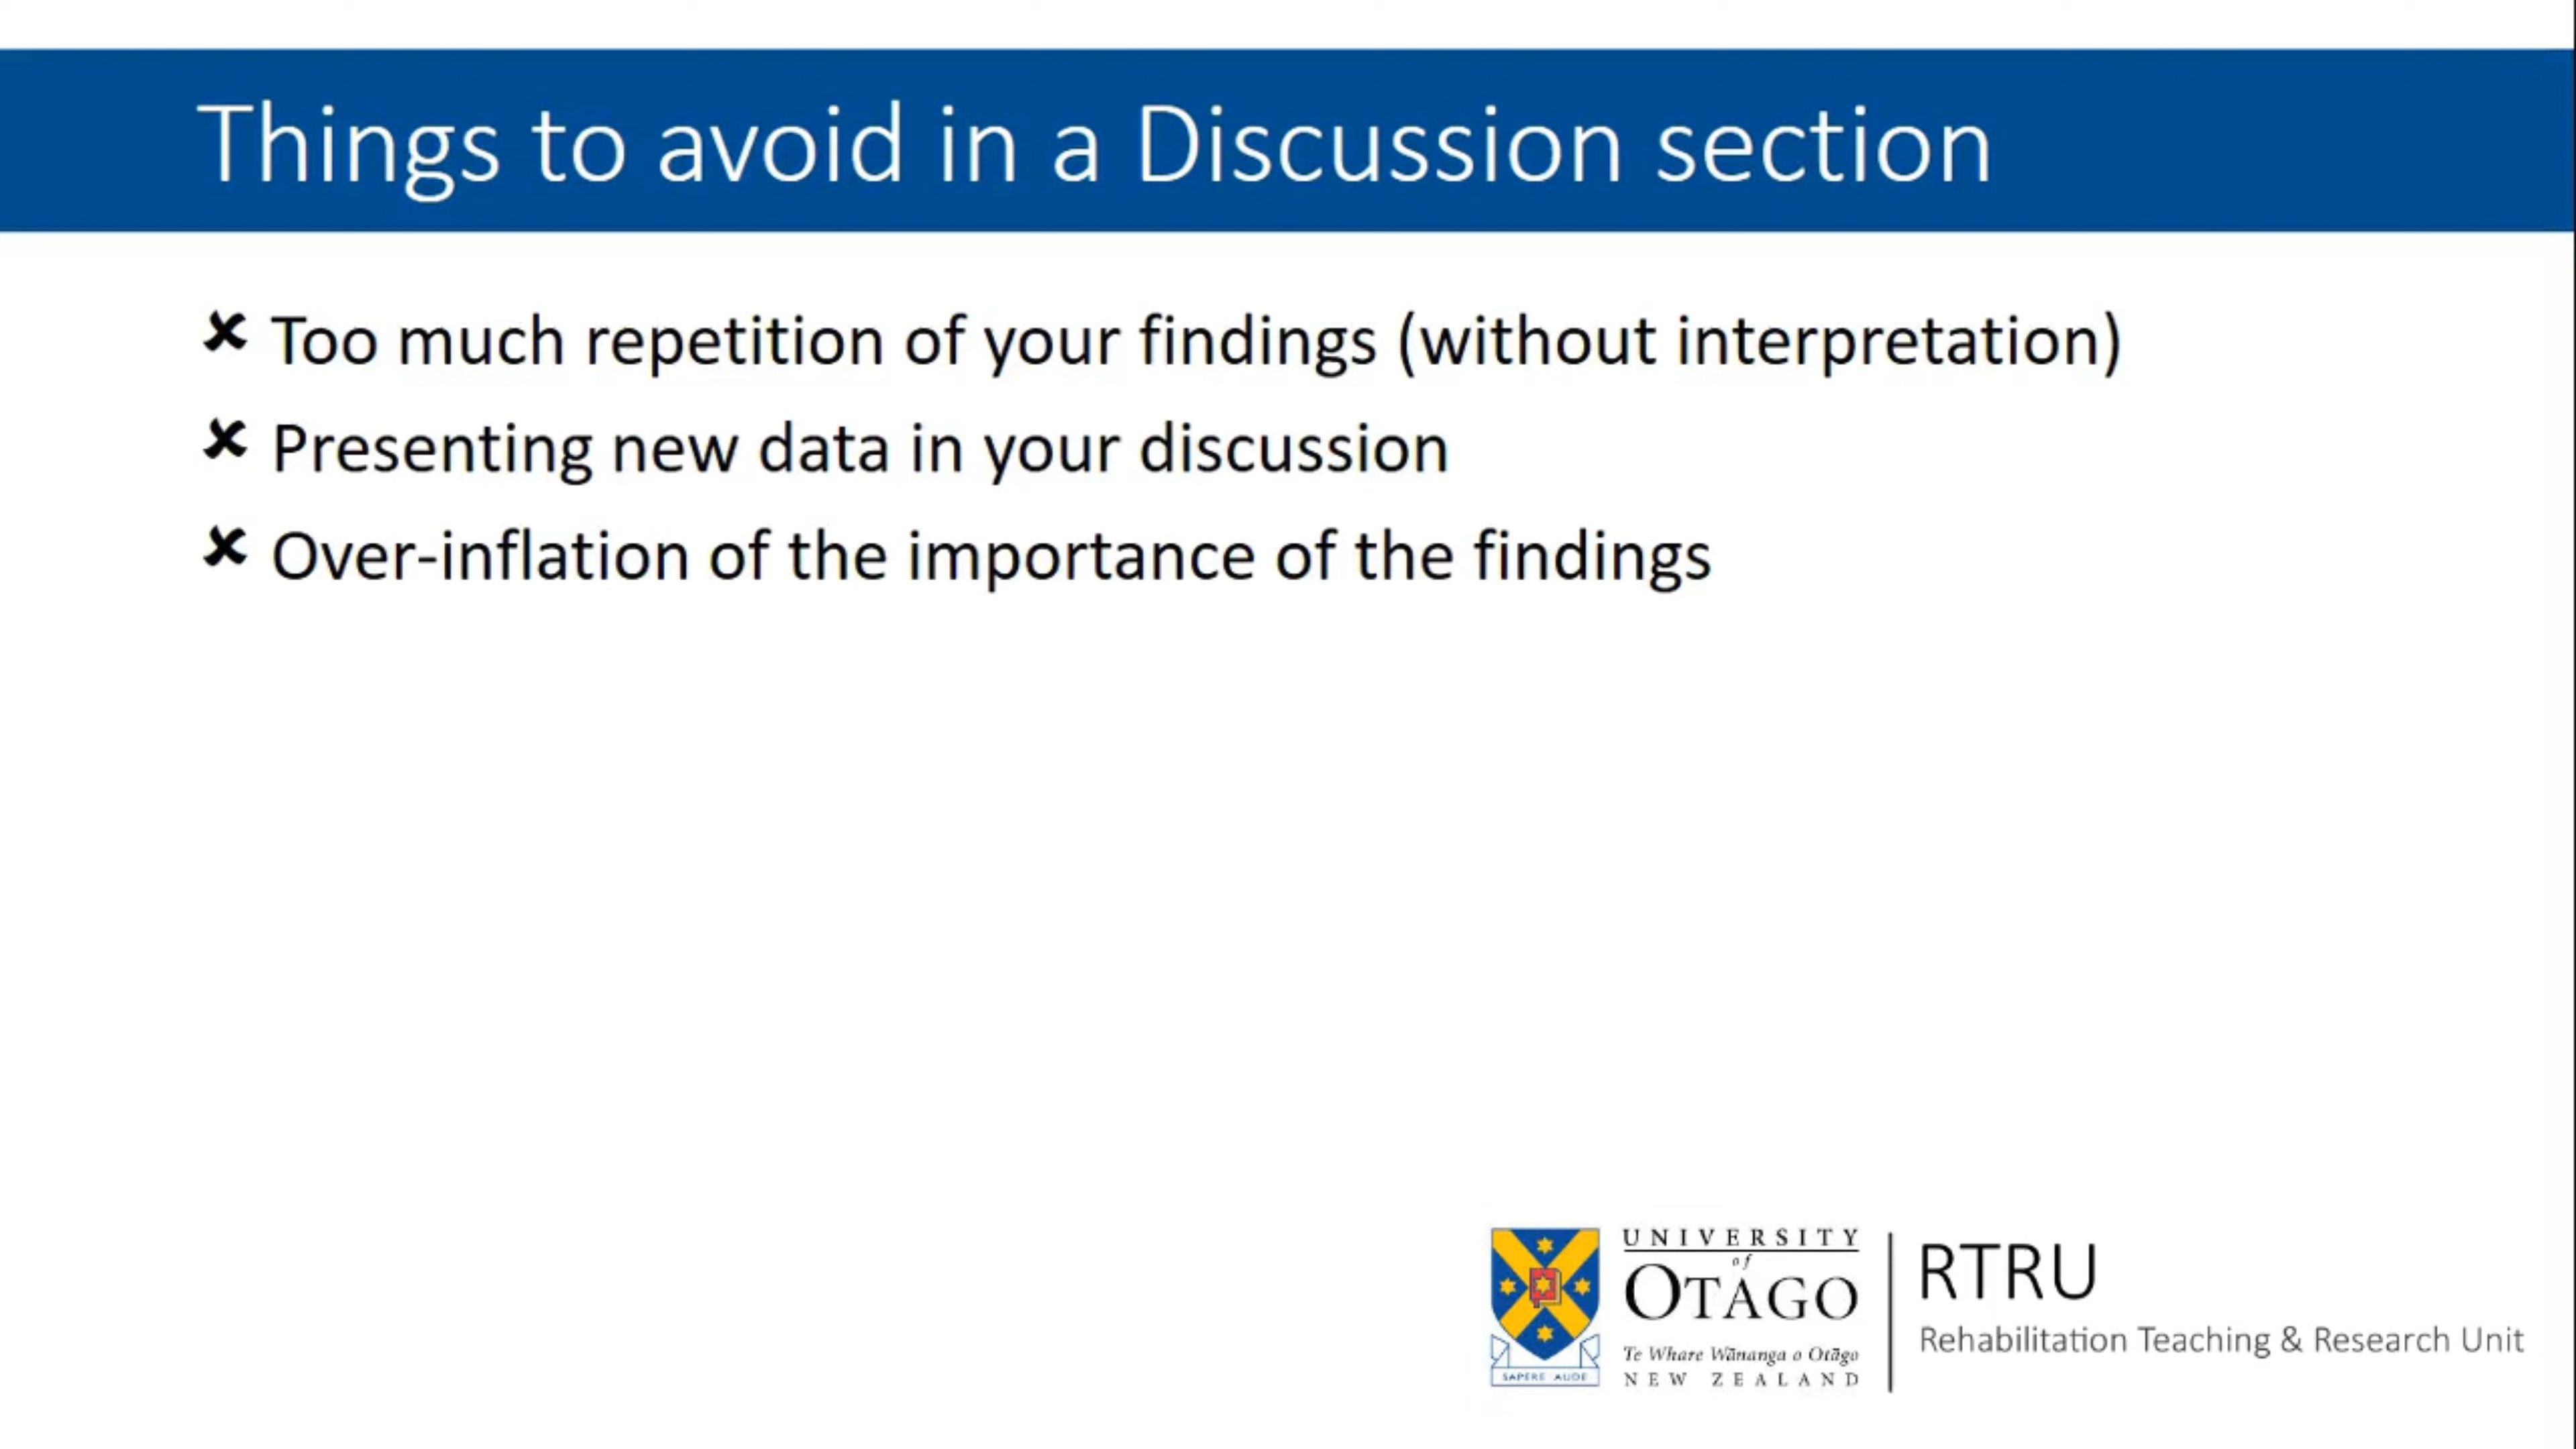 Things to avoid in a Discussion section
✘ Too much repetition of your findings (without interpretation)
✘ Presenting new data in your discussion
✘ Over-inflation of the importance of the findings
UNIVERSITY
of
OTAGO
Te Whare Wānanga o Otāgo
NEW ZEALAND
SAPERE AUDE
RTRU
Rehabilitation Teaching & Research Unit